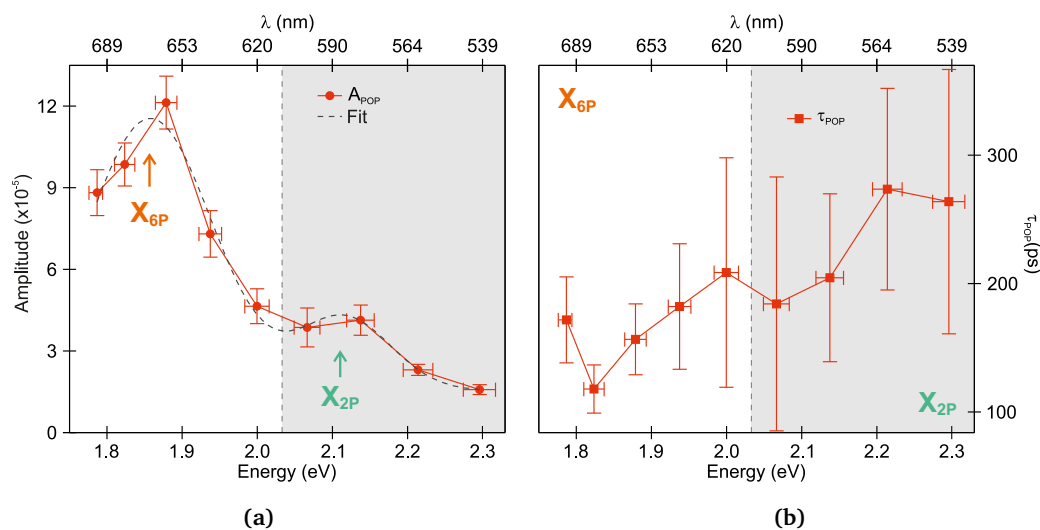 λ (nm)
689 653 620 590 564 539
12
9
6
3
0
Amplitude (x10⁻⁵)
A_POP
Fit
X_6P
X_2P
1.8 1.9 2.0 2.1 2.2 2.3
Energy (eV)
(a)
λ (nm)
689 653 620 590 564 539
X_6P
τ_POP
300
200
100
τ_POP(ps)
X_2P
1.8 1.9 2.0 2.1 2.2 2.3
Energy (eV)
(b)